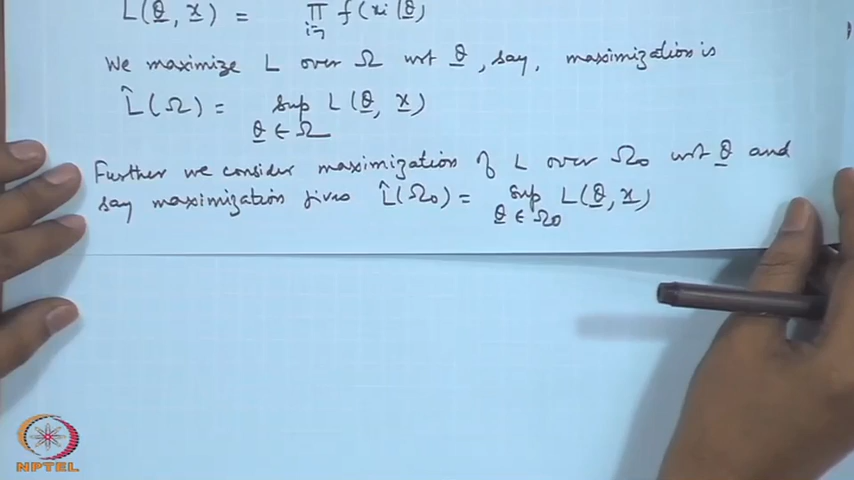 L(θ, x) = ∏ f(xi|θ)
i=1
We maximize L over Ω wrt θ, say, maximization is
L̂(Ω) = sup L(θ, x)
θ ∈ Ω
Further we consider maximization of L over Ω0 wrt θ and
say maximization gives L̂(Ω0) = sup L(θ, x)
θ ∈ Ω0
NPTEL